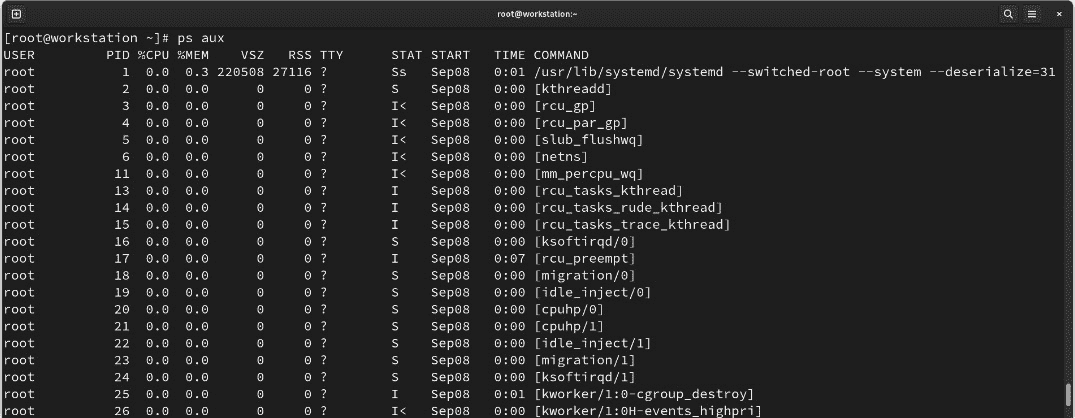 root@workstation:~
[root@workstation ~]# ps aux
USER         PID %CPU %MEM    VSZ   RSS TTY      STAT START   TIME COMMAND
root           1  0.0  0.3 220508 27116 ?        Ss   Sep08   0:01 /usr/lib/systemd/systemd --switched-root --system --deserialize=31
root           2  0.0  0.0      0     0 ?        S    Sep08   0:00 [kthreadd]
root           3  0.0  0.0      0     0 ?        I<   Sep08   0:00 [rcu_gp]
root           4  0.0  0.0      0     0 ?        I<   Sep08   0:00 [rcu_par_gp]
root           5  0.0  0.0      0     0 ?        I<   Sep08   0:00 [slub_flushwq]
root           6  0.0  0.0      0     0 ?        I<   Sep08   0:00 [netns]
root          11  0.0  0.0      0     0 ?        I<   Sep08   0:00 [mm_percpu_wq]
root          13  0.0  0.0      0     0 ?        I    Sep08   0:00 [rcu_tasks_kthread]
root          14  0.0  0.0      0     0 ?        I    Sep08   0:00 [rcu_tasks_rude_kthread]
root          15  0.0  0.0      0     0 ?        I    Sep08   0:00 [rcu_tasks_trace_kthread]
root          16  0.0  0.0      0     0 ?        S    Sep08   0:00 [ksoftirqd/0]
root          17  0.0  0.0      0     0 ?        I    Sep08   0:07 [rcu_preempt]
root          18  0.0  0.0      0     0 ?        S    Sep08   0:00 [migration/0]
root          19  0.0  0.0      0     0 ?        S    Sep08   0:00 [idle_inject/0]
root          20  0.0  0.0      0     0 ?        S    Sep08   0:00 [cpuhp/0]
root          21  0.0  0.0      0     0 ?        S    Sep08   0:00 [cpuhp/1]
root          22  0.0  0.0      0     0 ?        S    Sep08   0:00 [idle_inject/1]
root          23  0.0  0.0      0     0 ?        S    Sep08   0:00 [migration/1]
root          24  0.0  0.0      0     0 ?        S    Sep08   0:00 [ksoftirqd/1]
root          25  0.0  0.0      0     0 ?        I    Sep08   0:01 [kworker/1:0-cgroup_destroy]
root          26  0.0  0.0      0     0 ?        I<   Sep08   0:00 [kworker/1:0H-events_highpri]